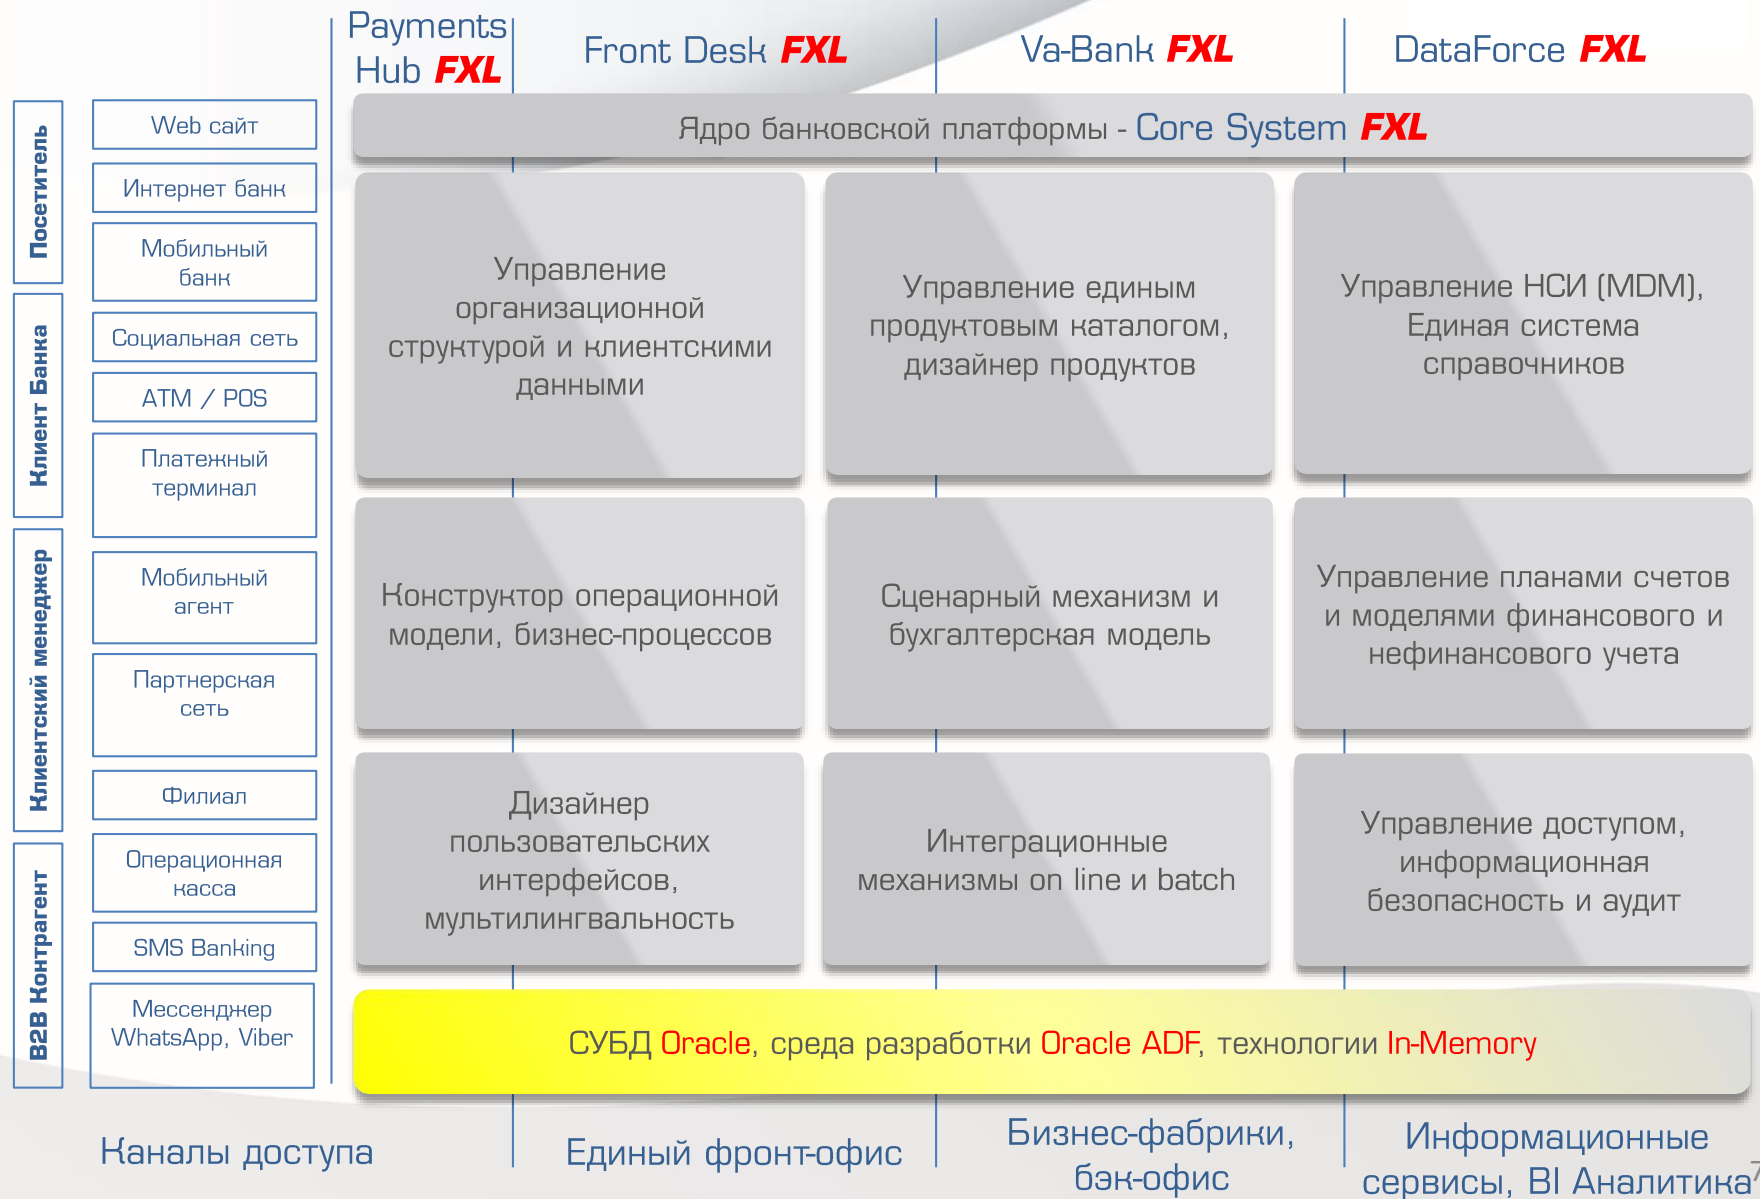 Payments
Hub FXL
Front Desk FXL
Va-Bank FXL
DataForce FXL
Посетитель
Клиент Банка
Клиентский менеджер
B2B Контрагент
Web сайт
Интернет банк
Мобильный
банк
Социальная сеть
ATM / POS
Платежный
терминал
Мобильный
агент
Партнерская
сеть
Филиал
Операционная
касса
SMS Banking
Мессенджер
WhatsApp, Viber
Ядро банковской платформы - Core System FXL
Управление
организационной
структурой и клиентскими
данными
Управление единым
продуктовым каталогом,
дизайнер продуктов
Управление НСИ (MDM),
Единая система
справочников
Конструктор операционной
модели, бизнес-процессов
Сценарный механизм и
бухгалтерская модель
Управление планами счетов
и моделями финансового и
нефинансового учета
Дизайнер
пользовательских
интерфейсов,
мультилингвальность
Интеграционные
механизмы on line и batch
Управление доступом,
информационная
безопасность и аудит
СУБД Oracle, среда разработки Oracle ADF, технологии In-Memory
Каналы доступа
Единый фронт-офис
Бизнес-фабрики,
бэк-офис
Информационные
сервисы, BI Аналитика
7